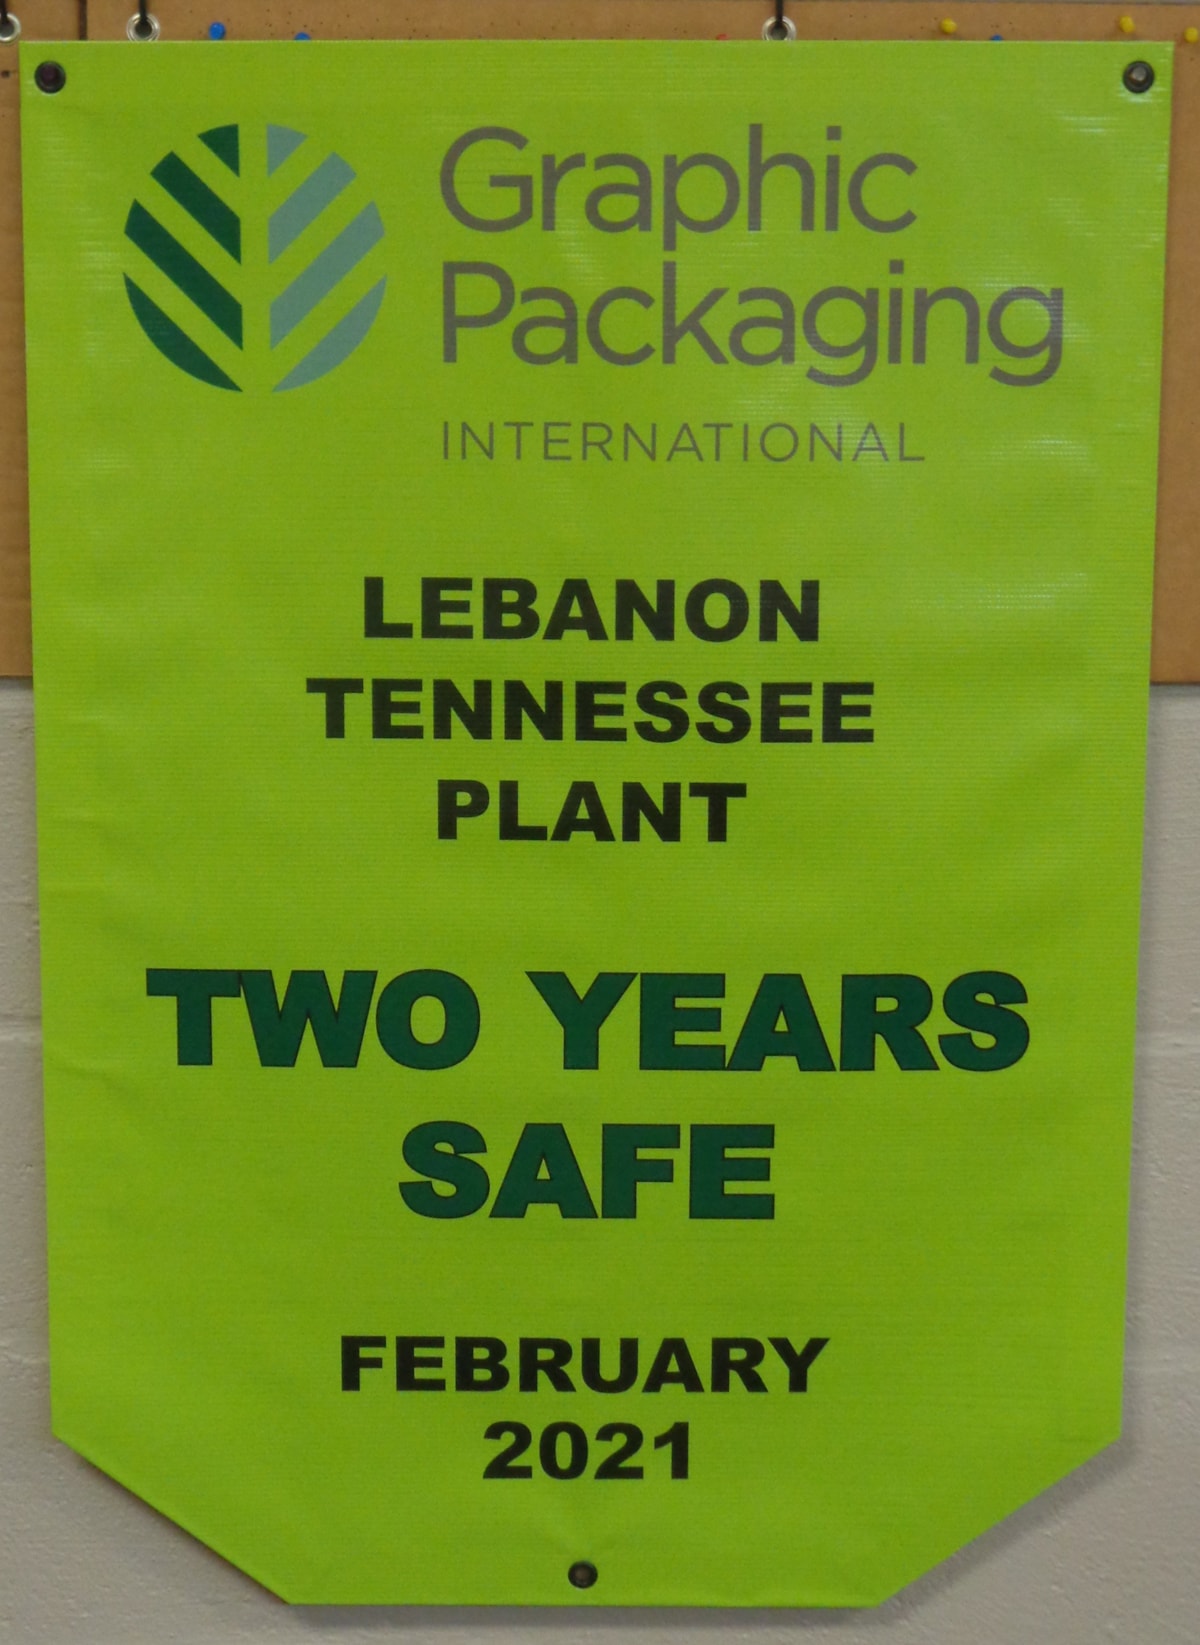 Graphic
Packaging
INTERNATIONAL
LEBANON
TENNESSEE
PLANT
TWO YEARS
SAFE
FEBRUARY
2021